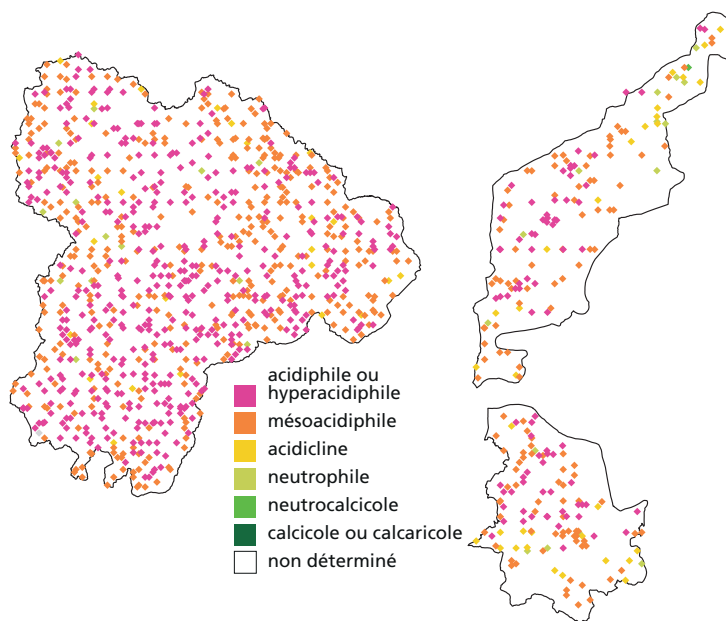 acidiphile ou
hyperacidiphile
mésoacidiphile
acidicline
neutrophile
neutrocalcicole
calcicole ou calcaricole
non déterminé